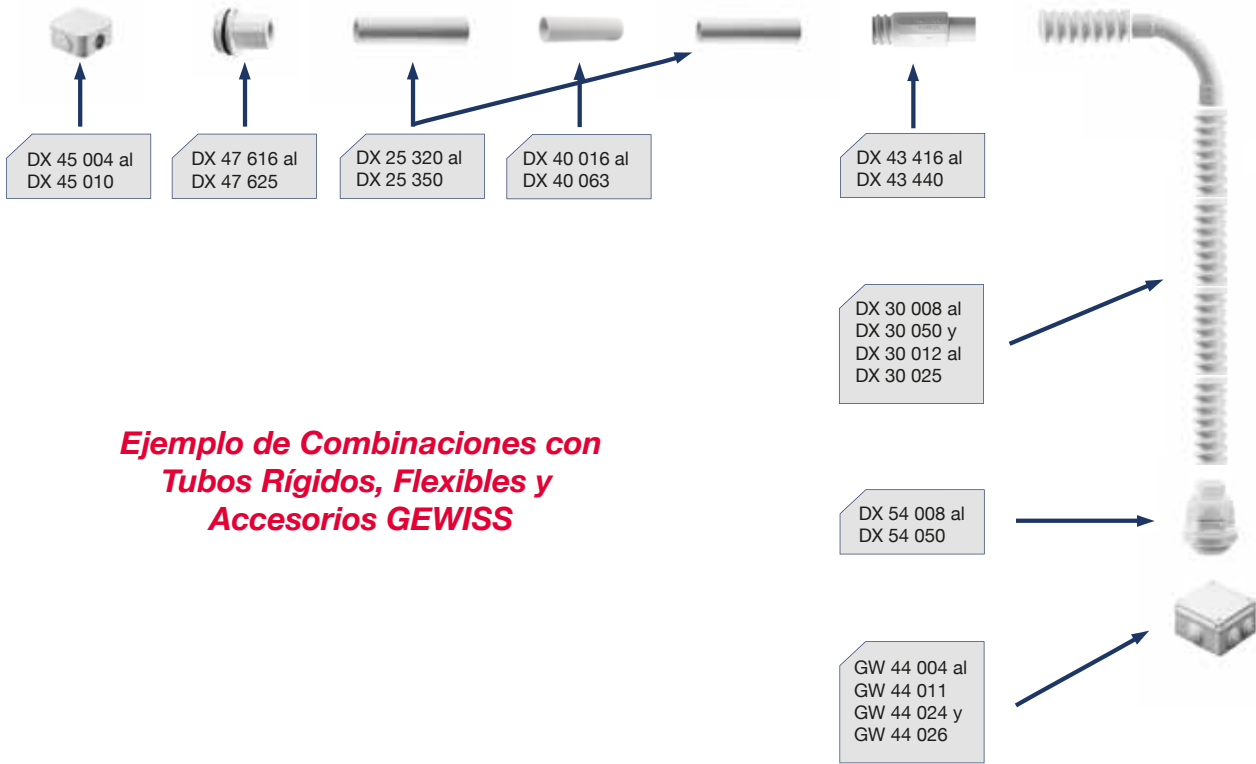 DX 45 004 al
DX 45 010
DX 47 616 al
DX 47 625
DX 25 320 al
DX 25 350
DX 40 016 al
DX 40 063
DX 43 416 al
DX 43 440
DX 30 008 al
DX 30 050 y
DX 30 012 al
DX 30 025
Ejemplo de Combinaciones con
Tubos Rígidos, Flexibles y
Accesorios GEWISS
DX 54 008 al
DX 54 050
GW 44 004 al
GW 44 011
GW 44 024 y
GW 44 026